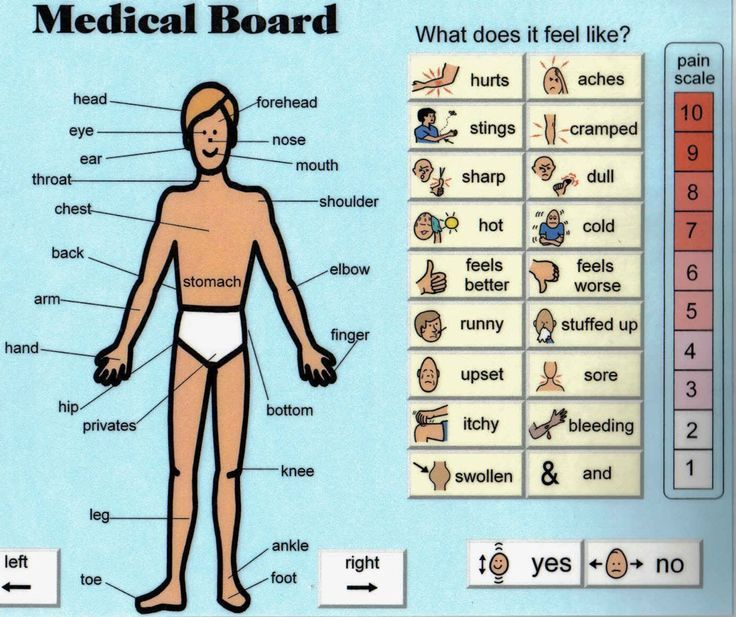 Medical Board
What does it feel like?
head
forehead
eye
nose
ear
mouth
throat
chest
shoulder
back
stomach
elbow
arm
hand
finger
hip
privates
bottom
knee
leg
ankle
toe
foot
left
right
hurts
aches
stings
cramped
sharp
dull
hot
cold
feels
better
feels
worse
runny
stuffed up
upset
sore
itchy
bleeding
swollen
& and
pain
scale
10
9
8
7
6
5
4
3
2
1
yes
no